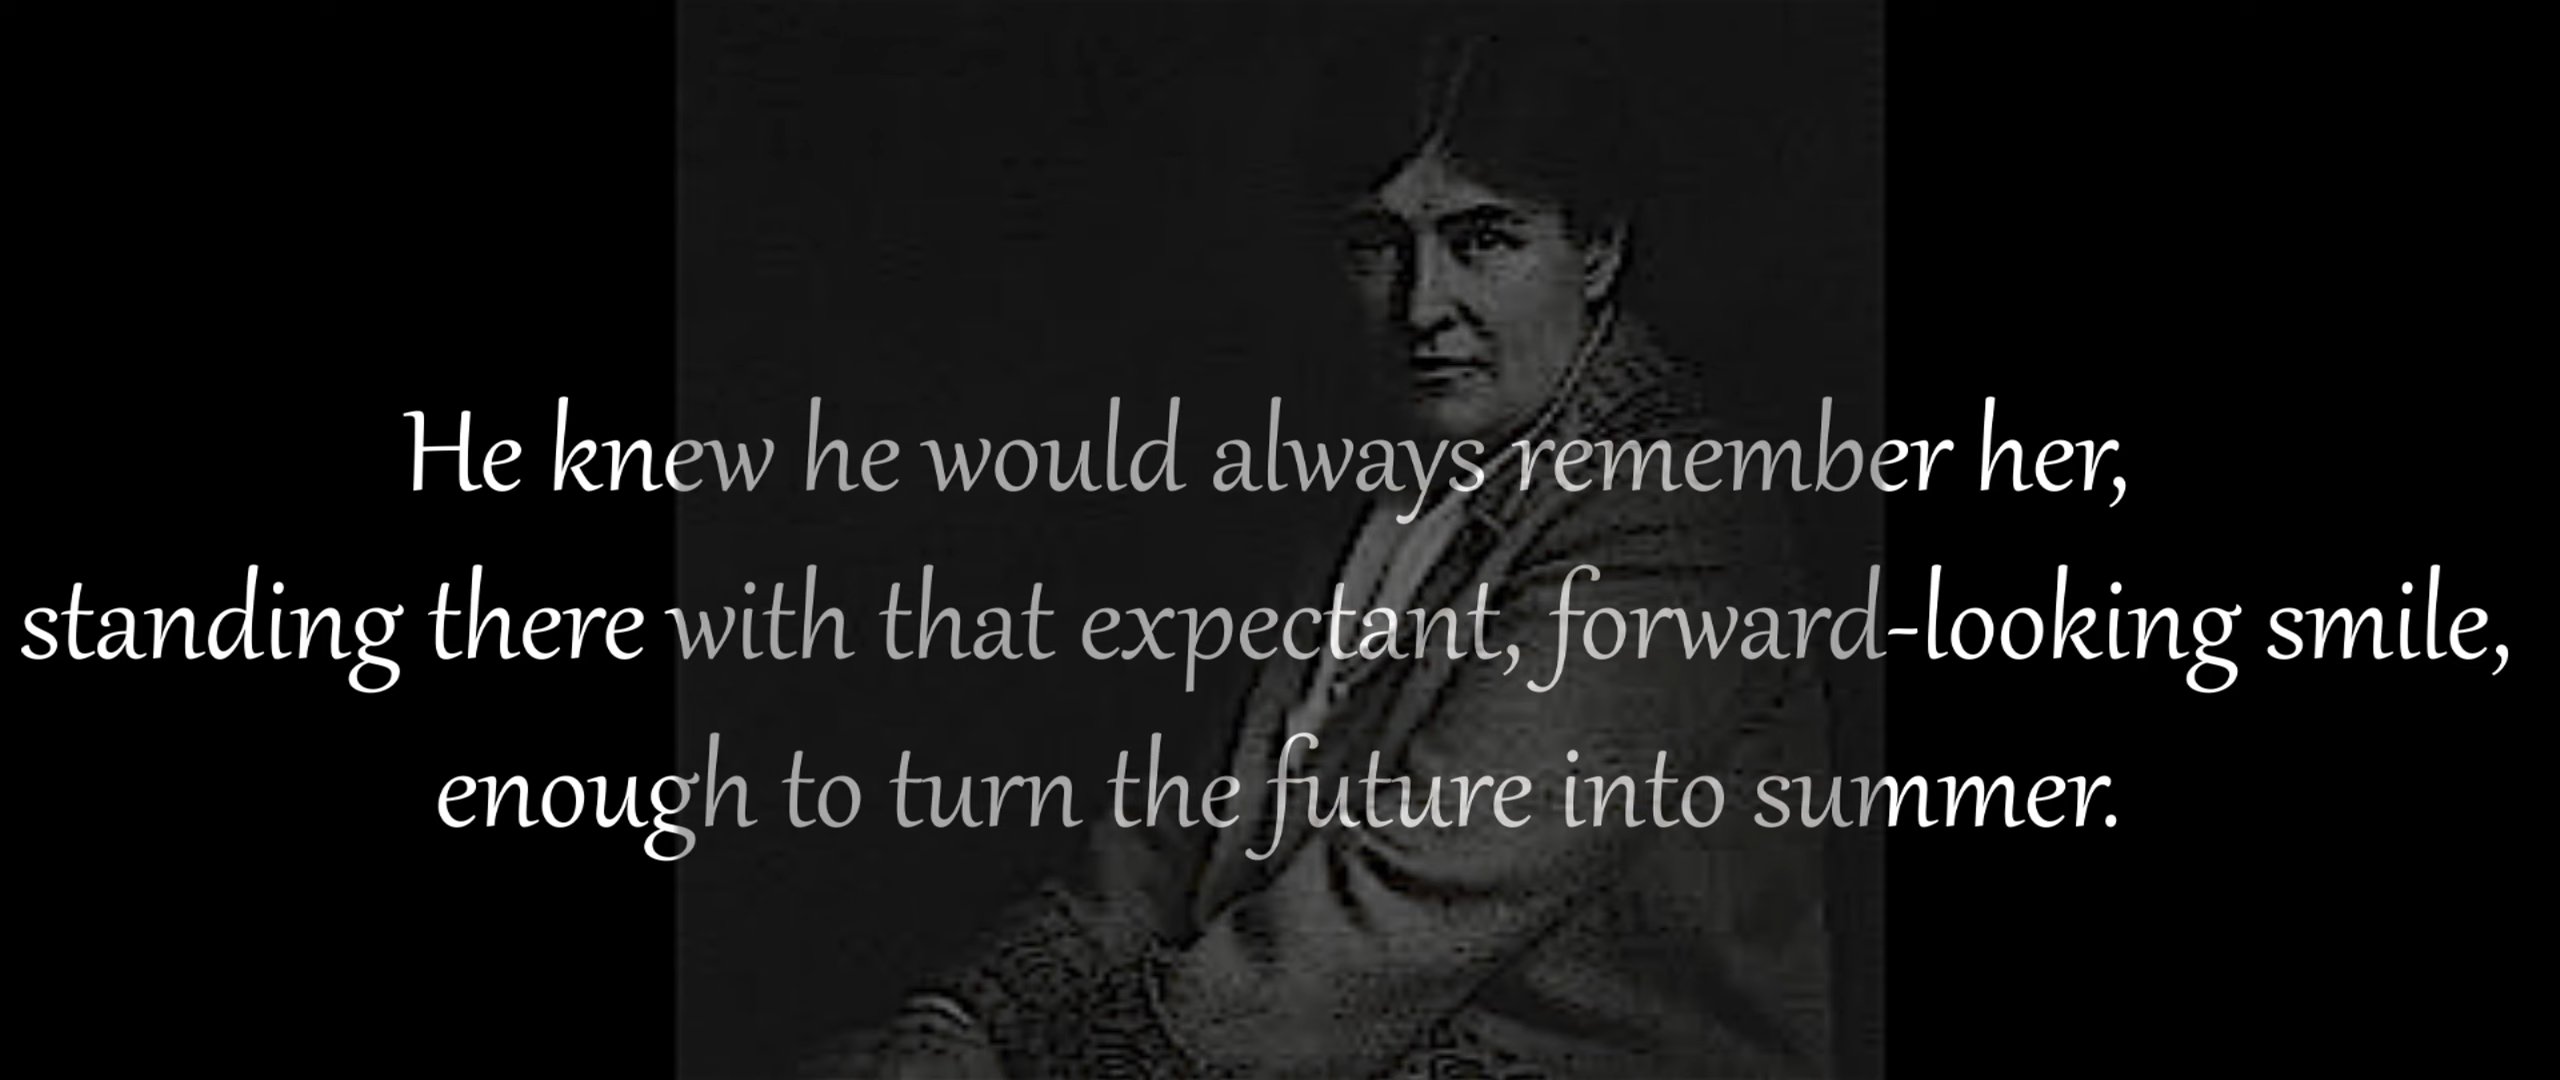 He knew he would always remember her,
standing there with that expectant, forward-looking smile,
enough to turn the future into summer.